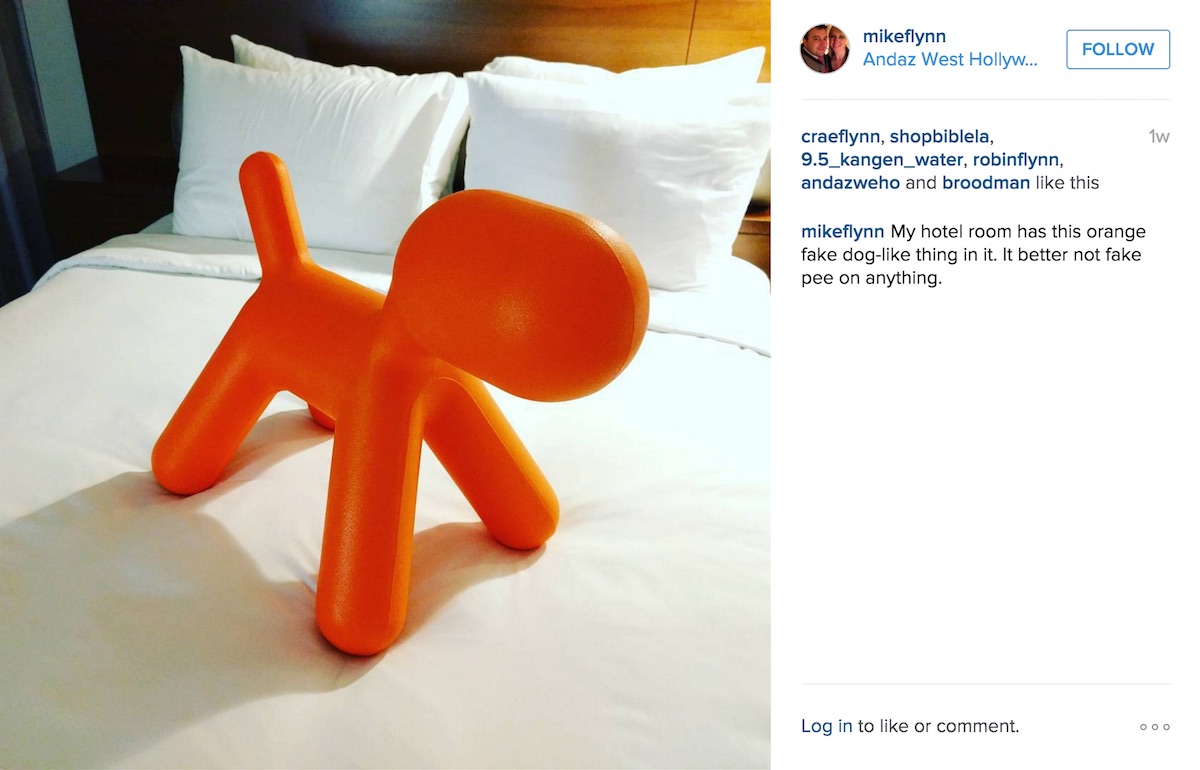 mikeflynn
Andaz West Hollyw...
FOLLOW
craeflynn, shopbiblela,
1w
9.5_kangen_water, robinflynn,
andazweho and broodman like this
mikeflynn My hotel room has this orange
fake dog-like thing in it. It better not fake
pee on anything.
Log in to like or comment.